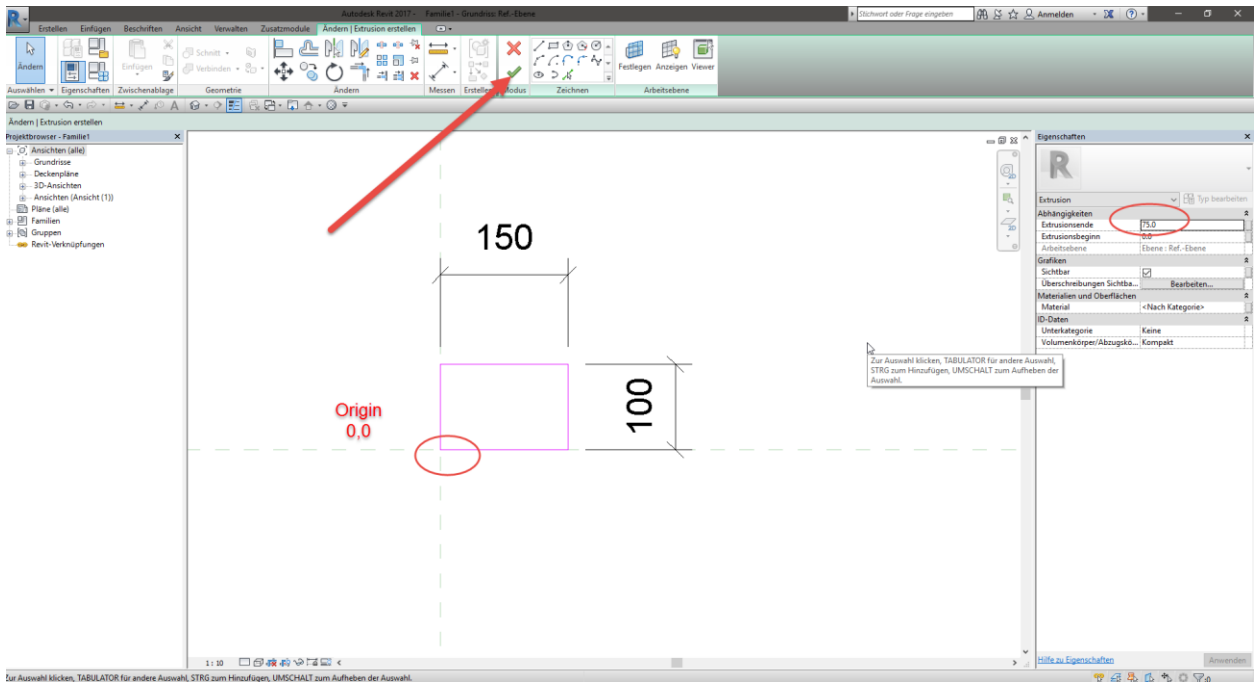 Autodesk Revit 2017 - Familie1 - Grundriss: Ref.-Ebene
Stichwort oder Frage eingeben
Anmelden
Erstellen Einfügen Beschriften Ansicht Verwalten Zusatzmodule Ändern | Extrusion erstellen
Ändern
Einfügen
Schnitt
Verbinden
Festlegen Anzeigen Viewer
Auswählen Eigenschaften Zwischenablage Geometrie Ändern Messen Erstellen Modus Zeichnen Arbeitsebene
Ändern | Extrusion erstellen
Projektbrowser - Familie1
Ansichten (alle)
Grundrisse
Deckenpläne
3D-Ansichten
Ansichten (Ansicht (1))
Pläne (alle)
Familien
Gruppen
Revit-Verknüpfungen
150
100
Origin
0,0
2D
3D
Zur Auswahl klicken, TABULATOR für andere Auswahl,
STRG zum Hinzufügen, UMSCHALT zum Aufheben der
Auswahl.
Eigenschaften
R
Extrusion
Typ bearbeiten
Abhängigkeiten
Extrusionsende 75.0
Extrusionsbeginn 0.0
Arbeitsebene Ebene : Ref.-Ebene
Grafiken
Sichtbar
Überschreibungen Sichtba... Bearbeiten...
Materialien und Oberflächen
Material <Nach Kategorie>
ID-Daten
Unterkategorie Keine
Volumenkörper/Abzugskö... Kompakt
Hilfe zu Eigenschaften
Anwenden
1 : 10
Zur Auswahl klicken, TABULATOR für andere Auswahl, STRG zum Hinzufügen, UMSCHALT zum Aufheben der Auswahl.
:0